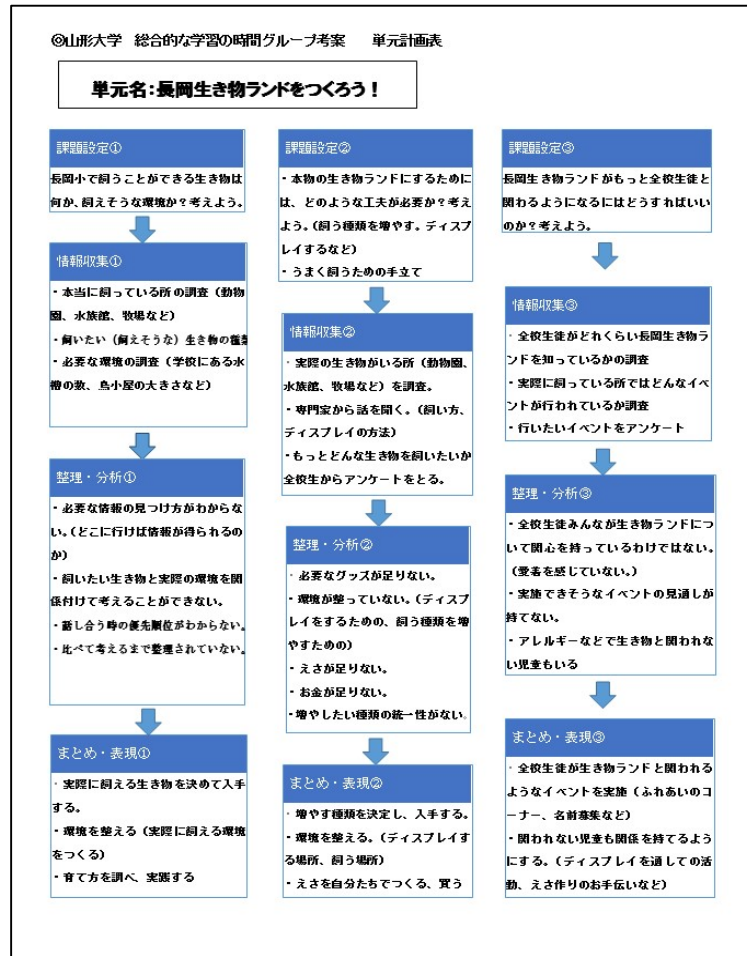 ◎山形大学 総合的な学習の時間グループ考案 単元計画表
単元名：長岡生き物ランドをつくろう！
課題設定①
長岡小で飼うことができる生き物は
何か、飼えそうな環境か？考えよう。
情報収集①
・本当に飼っている所の調査（動物
園、水族館、牧場など）
・飼いたい（飼えそうな）生き物の
・必要な環境の調査（学校にある水
槽の数、鳥小屋の大きさなど）
整理・分析①
・必要な情報の見つけ方がわからな
い。（どこに行けば情報が得られるの
か）
・飼いたい生き物と実際の環境を関
係付けて考えることができない。
・話し合う時の優先順位がわからない。
・比べて考えるまで整理されていない。
まとめ・表現①
・実際に飼える生き物を決めて入手
する。
・環境を整える（実際に飼える環境
をつくる）
・育て方を調べ、実践する
課題設定②
・本物の生き物ランドにするために
は、どのような工夫が必要か？考え
よう。（飼う種類を増やす。ディスプ
レイするなど）
・うまく飼うための手立て
情報収集②
・実際の生き物がいる所（動物園、
水族館、牧場など）を調査。
・専門家から話を聞く。（飼い方、
ディスプレイの方法）
・もっとどんな生き物を飼いたいか
全校生からアンケートをとる。
整理・分析②
・必要なグッズが足りない。
・環境が整っていない。（ディスプ
レイをするための、飼う種類を増
やすための）
・えさが足りない。
・お金が足りない。
・増やしたい種類の統一性がない。
まとめ・表現②
・増やす種類を決定し、入手する。
・環境を整える。（ディスプレイす
る場所、飼う場所）
・えさを自分たちでつくる、買う
課題設定③
長岡生き物ランドがもっと全校生徒と
関わるようになるにはどうすればいい
のか？考えよう。
情報収集③
・全校生徒がどれくらい長岡生き物ラ
ンドを知っているかの調査
・実際に飼っている所ではどんなイベ
ントが行われているか調査
・行いたいイベントをアンケート
整理・分析③
・全校生徒みんなが生き物ランドにつ
いて関心を持っているわけではない。
（愛着を感じていない。）
・実施できそうなイベントの見通しが
持てない。
・アレルギーなどで生き物と関われな
い児童もいる
まとめ・表現③
・全校生徒が生き物ランドと関われる
ようなイベントを実施（ふれあいのコ
ーナー、名前募集など）
・関われない児童も関係を持てるよう
にする。（ディスプレイを通しての活
動、えさ作りのお手伝いなど）